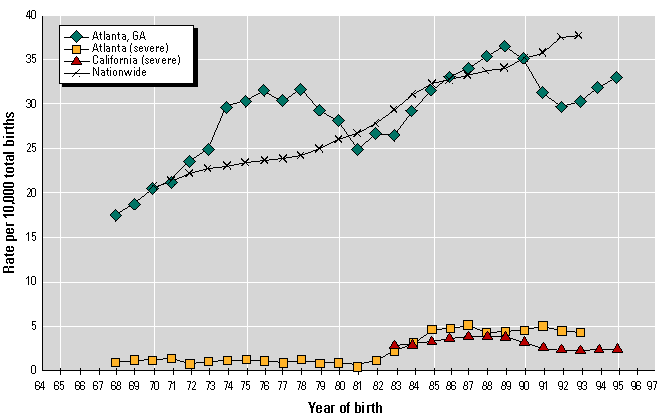 40
35
30
25
20
15
10
5
0
Rate per 10,000 total births
Atlanta, GA
Atlanta (severe)
California (severe)
Nationwide
64 65 66 67 68 69 70 71 72 73 74 75 76 77 78 79 80 81 82 83 84 85 86 87 88 89 90 91 92 93 94 95 96 97
Year of birth